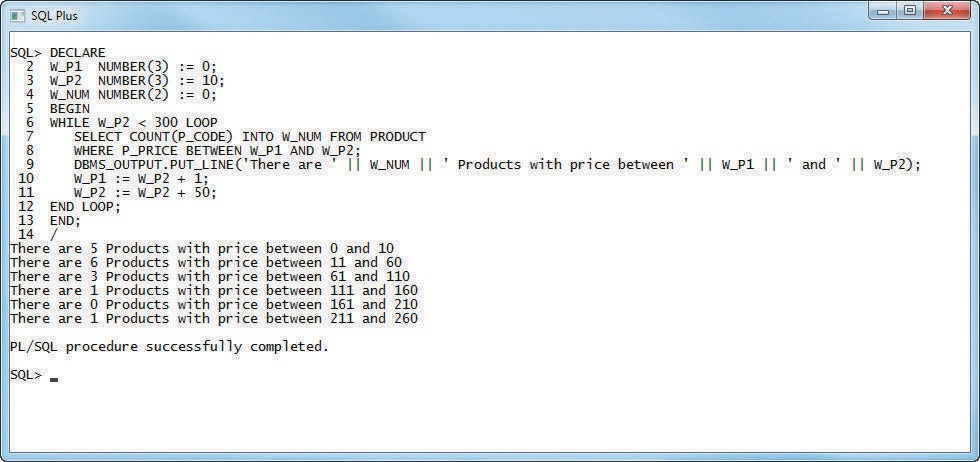 SQL Plus
SQL> DECLARE
2 W_P1 NUMBER(3) := 0;
3 W_P2 NUMBER(3) := 10;
4 W_NUM NUMBER(2) := 0;
5 BEGIN
6 WHILE W_P2 < 300 LOOP
7 SELECT COUNT(P_CODE) INTO W_NUM FROM PRODUCT
8 WHERE P_PRICE BETWEEN W_P1 AND W_P2;
9 DBMS_OUTPUT.PUT_LINE('There are ' || W_NUM || ' Products with price between ' || W_P1 || ' and ' || W_P2);
10 W_P1 := W_P2 + 1;
11 W_P2 := W_P2 + 50;
12 END LOOP;
13 END;
14 /
There are 5 Products with price between 0 and 10
There are 6 Products with price between 11 and 60
There are 3 Products with price between 61 and 110
There are 1 Products with price between 111 and 160
There are 0 Products with price between 161 and 210
There are 1 Products with price between 211 and 260
PL/SQL procedure successfully completed.
SQL> _